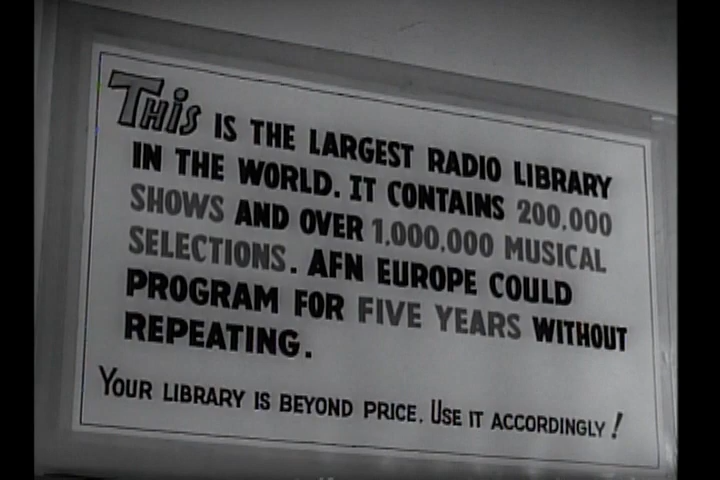 THIS IS THE LARGEST RADIO LIBRARY
IN THE WORLD. IT CONTAINS 200,000
SHOWS AND OVER 1,000,000 MUSICAL
SELECTIONS. AFN EUROPE COULD
PROGRAM FOR FIVE YEARS WITHOUT
REPEATING.
YOUR LIBRARY IS BEYOND PRICE. USE IT ACCORDINGLY!